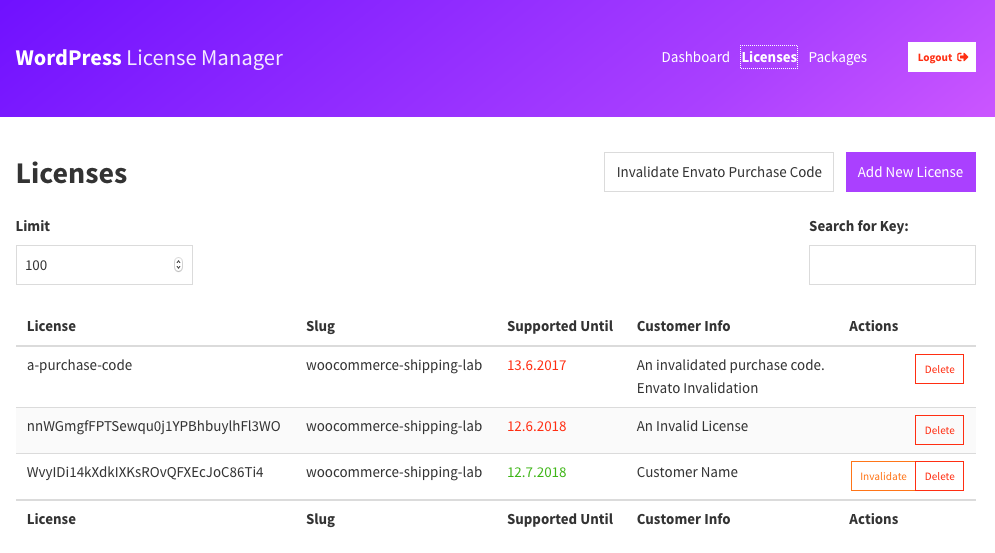 WordPress License Manager
Dashboard Licenses Packages Logout
Licenses
Invalidate Envato Purchase Code Add New License
Limit Search for Key:
100
License Slug Supported Until Customer Info Actions
a-purchase-code woocommerce-shipping-lab 13.6.2017 An invalidated purchase code. Delete
Envato Invalidation
nnWGmgfFPTSewqu0j1YPBhbuylhFl3WO woocommerce-shipping-lab 12.6.2018 An Invalid License Delete
WvyIDi14kXdkIXKsROvQFXEcJoC86Ti4 woocommerce-shipping-lab 12.7.2018 Customer Name Invalidate Delete
License Slug Supported Until Customer Info Actions